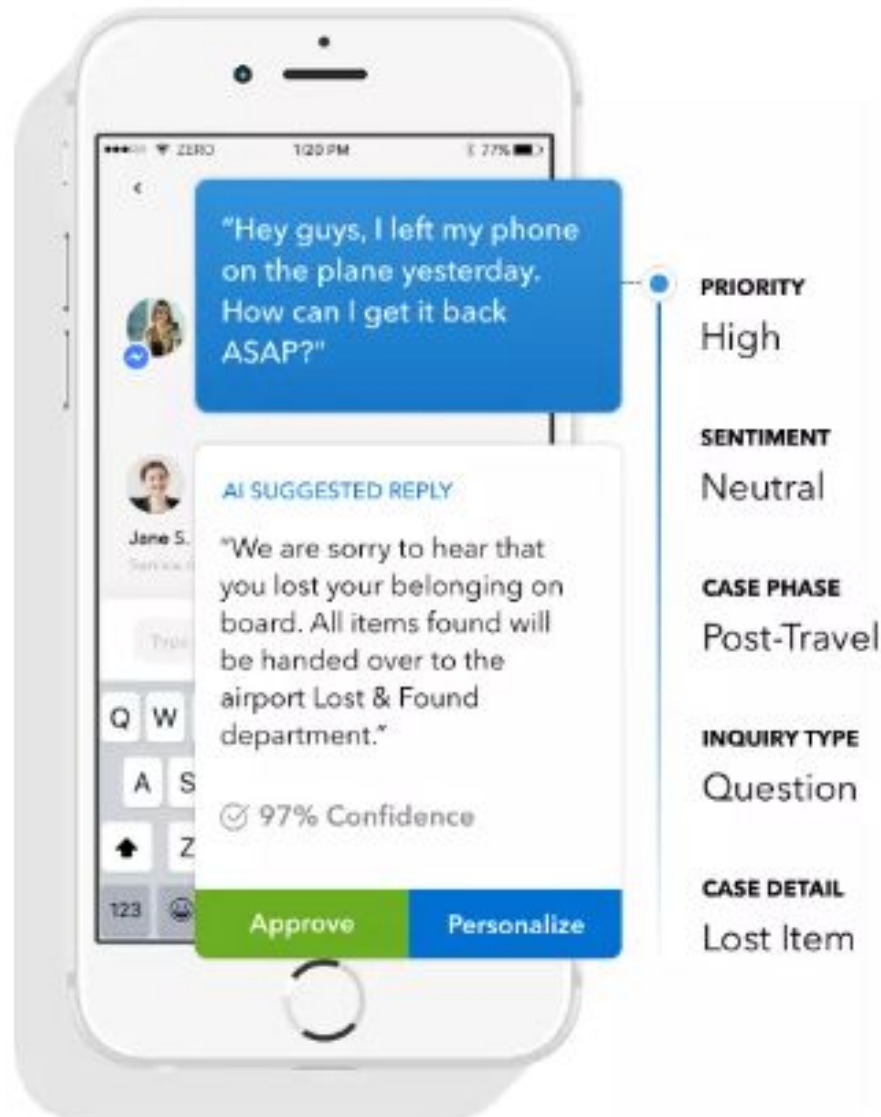 ZERO 1:20 PM 77%
"Hey guys, I left my phone
on the plane yesterday.
How can I get it back
ASAP?"
AI SUGGESTED REPLY
Jane S.
"We are sorry to hear that
you lost your belonging on
board. All items found will
be handed over to the
airport Lost & Found
department."
97% Confidence
Approve
Personalize
Q W
A S
Z
123
PRIORITY
High
SENTIMENT
Neutral
CASE PHASE
Post-Travel
INQUIRY TYPE
Question
CASE DETAIL
Lost Item